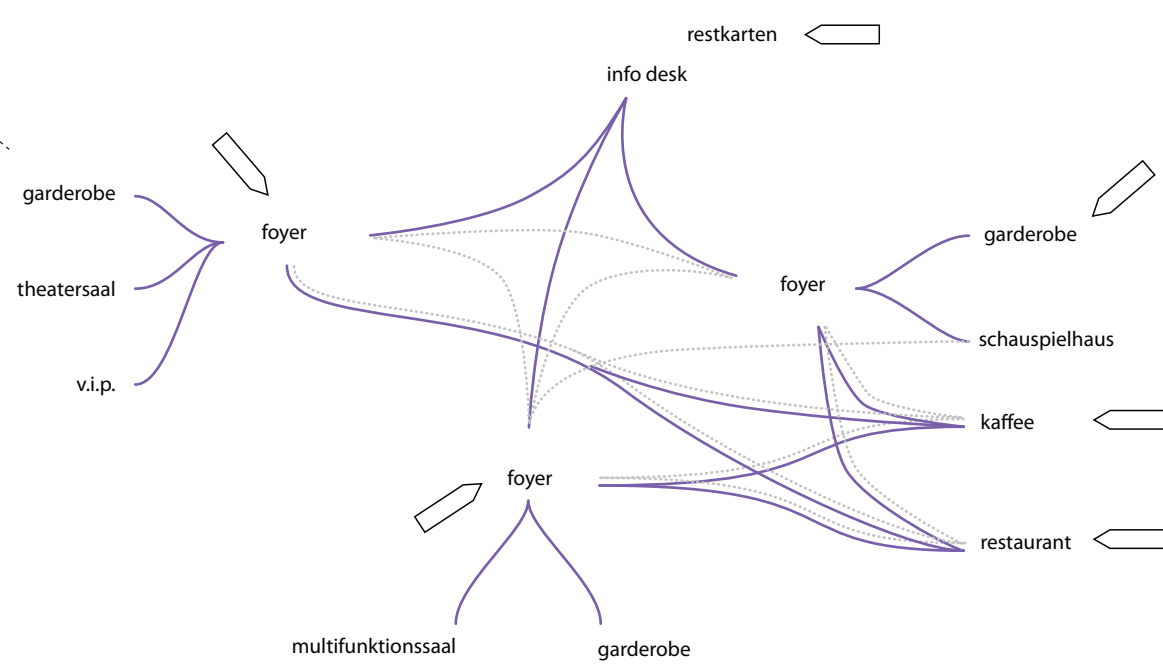 restkarten
info desk
garderobe
foyer
garderobe
theatersaal
foyer
schauspielhaus
v.i.p.
kaffee
foyer
restaurant
multifunktionssaal
garderobe